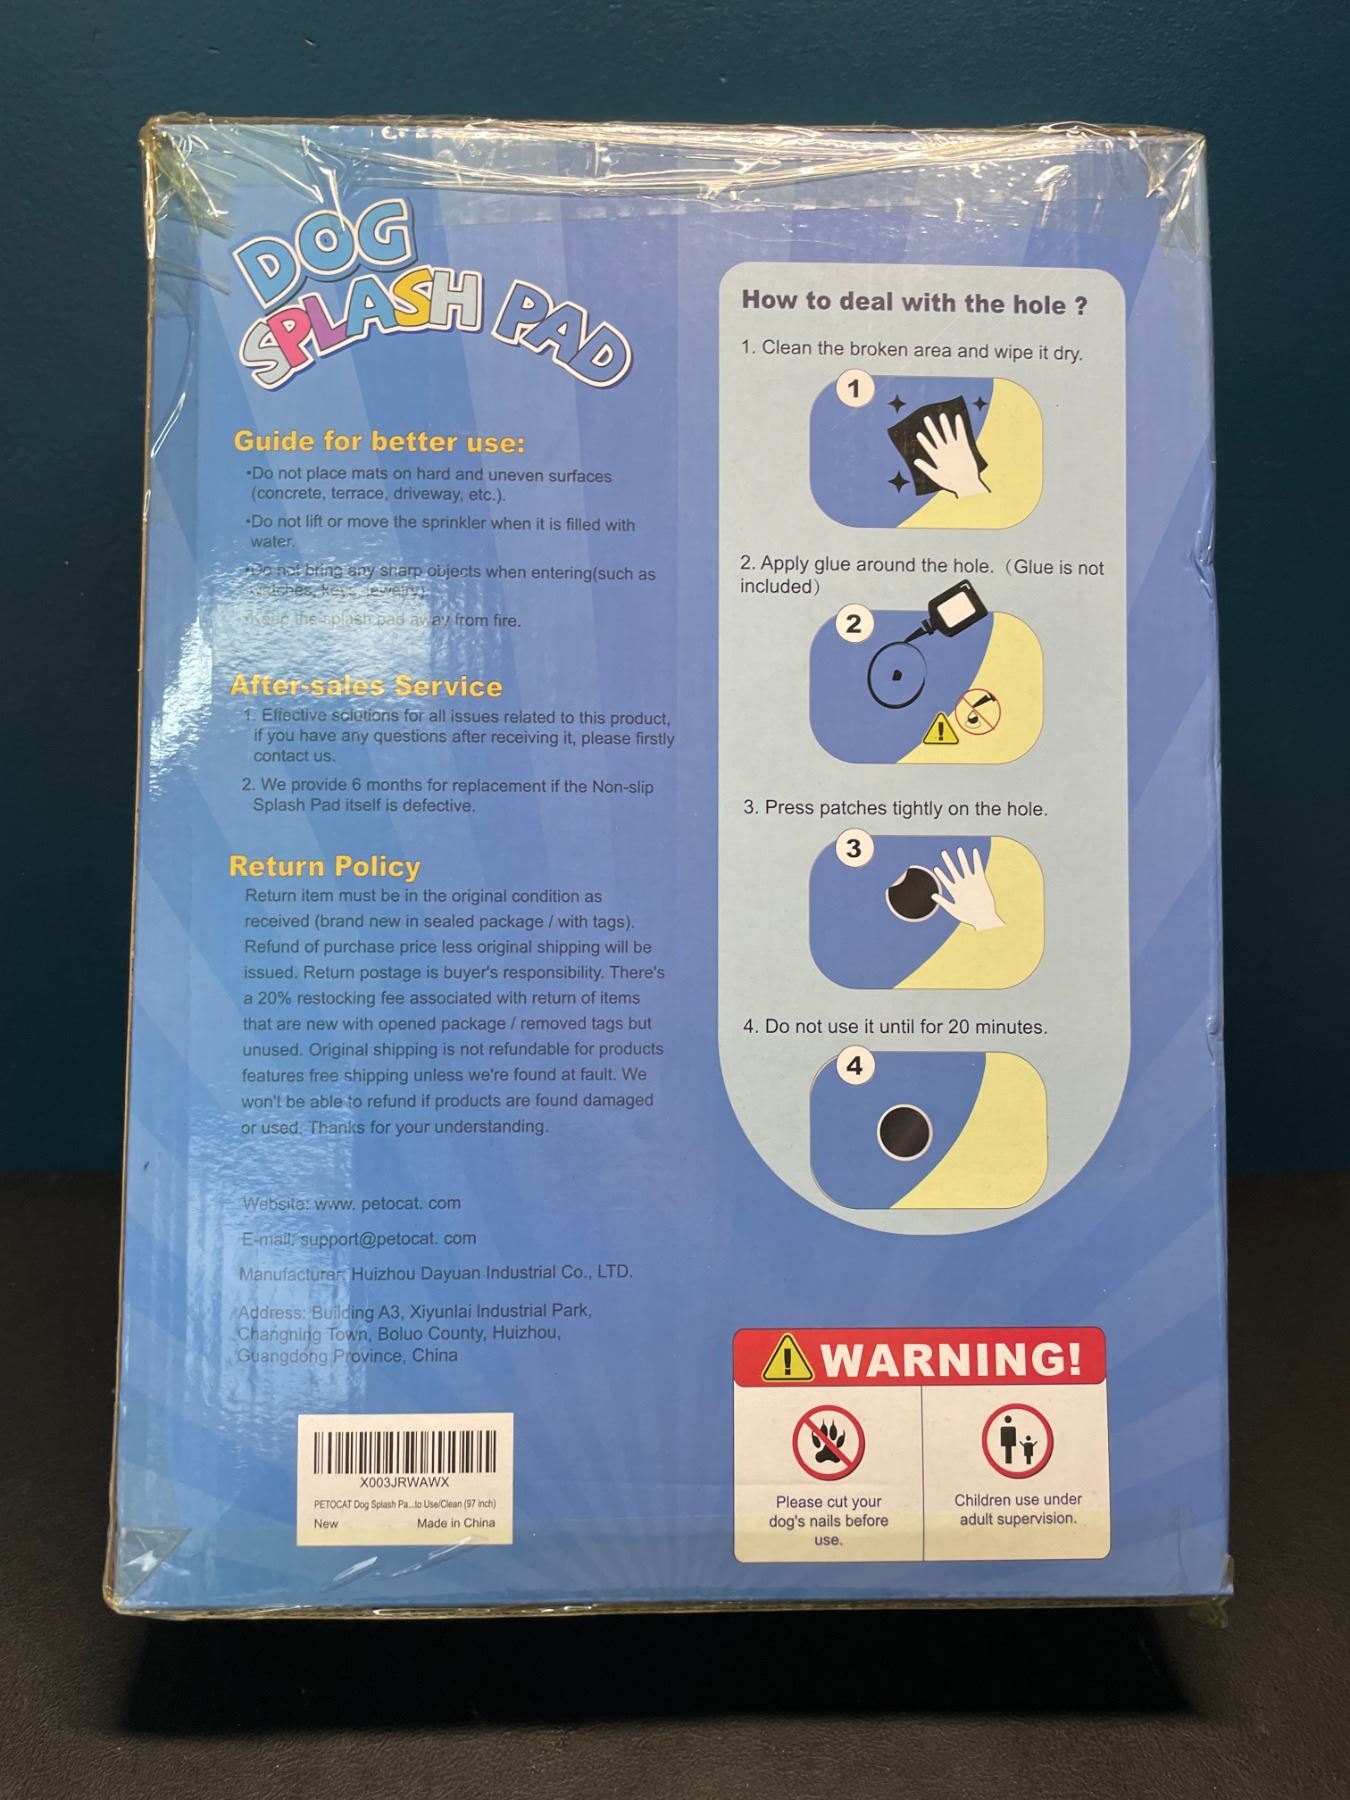 DOG
SPLASH PAD
Guide for better use:
•Do not place mats on hard and uneven surfaces
(concrete, terrace, driveway, etc.).
•Do not lift or move the sprinkler when it is filled with
water.
•Do not bring any sharp objects when entering(such as
watches, keys, jewelry)
•Keep the splash pad away from fire.
After-sales Service
1. Effective solutions for all issues related to this product,
if you have any questions after receiving it, please firstly
contact us.
2. We provide 6 months for replacement if the Non-slip
Splash Pad itself is defective.
Return Policy
Return item must be in the original condition as
received (brand new in sealed package / with tags).
Refund of purchase price less original shipping will be
issued. Return postage is buyer's responsibility. There's
a 20% restocking fee associated with return of items
that are new with opened package / removed tags but
unused. Original shipping is not refundable for products
features free shipping unless we're found at fault. We
won't be able to refund if products are found damaged
or used. Thanks for your understanding.
Website: www. petocat. com
E-mail: support@petocat. com
Manufacturer: Huizhou Dayuan Industrial Co., LTD.
Address: Building A3, Xiyunlai Industrial Park,
Changning Town, Boluo County, Huizhou,
Guangdong Province, China
X003JRWAWX
PETOCAT Dog Splash Pa...to Use/Clean (97 inch)
New Made in China
How to deal with the hole ?
1. Clean the broken area and wipe it dry.
1
2. Apply glue around the hole. (Glue is not
included)
2
3. Press patches tightly on the hole.
3
4. Do not use it until for 20 minutes.
4
WARNING!
Please cut your
dog's nails before
use.
Children use under
adult supervision.